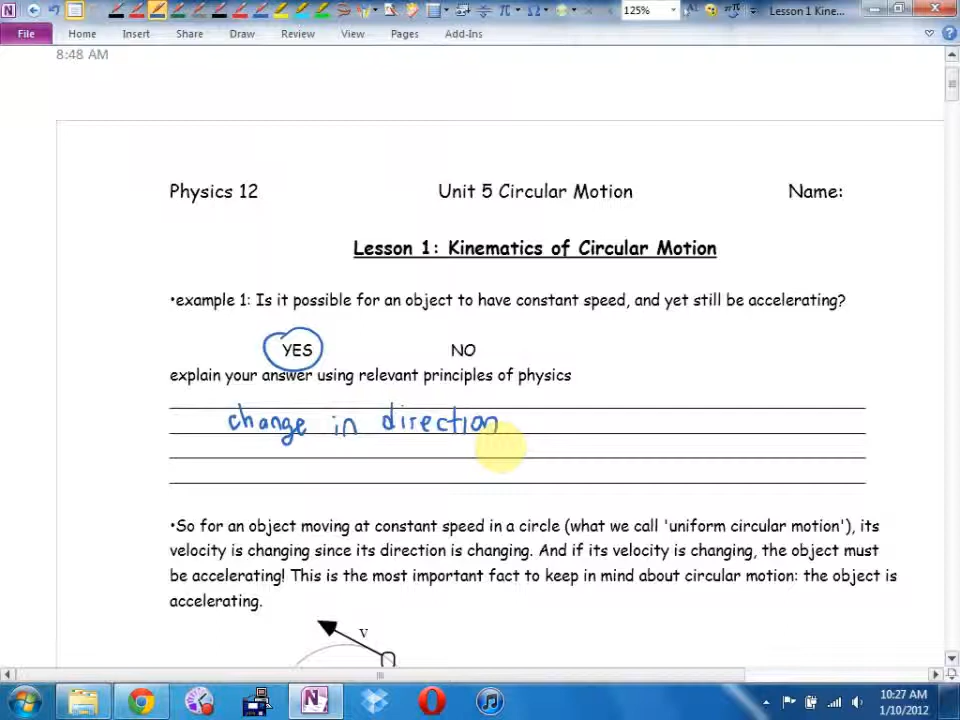 125%
Lesson 1 Kine...
File Home Insert Share Draw Review View Pages Add-Ins
8:48 AM
Physics 12 Unit 5 Circular Motion Name:
Lesson 1: Kinematics of Circular Motion
•example 1: Is it possible for an object to have constant speed, and yet still be accelerating?
YES NO
explain your answer using relevant principles of physics
change in direction
•So for an object moving at constant speed in a circle (what we call 'uniform circular motion'), its
velocity is changing since its direction is changing. And if its velocity is changing, the object must
be accelerating! This is the most important fact to keep in mind about circular motion: the object is
accelerating.
v
10:27 AM
1/10/2012